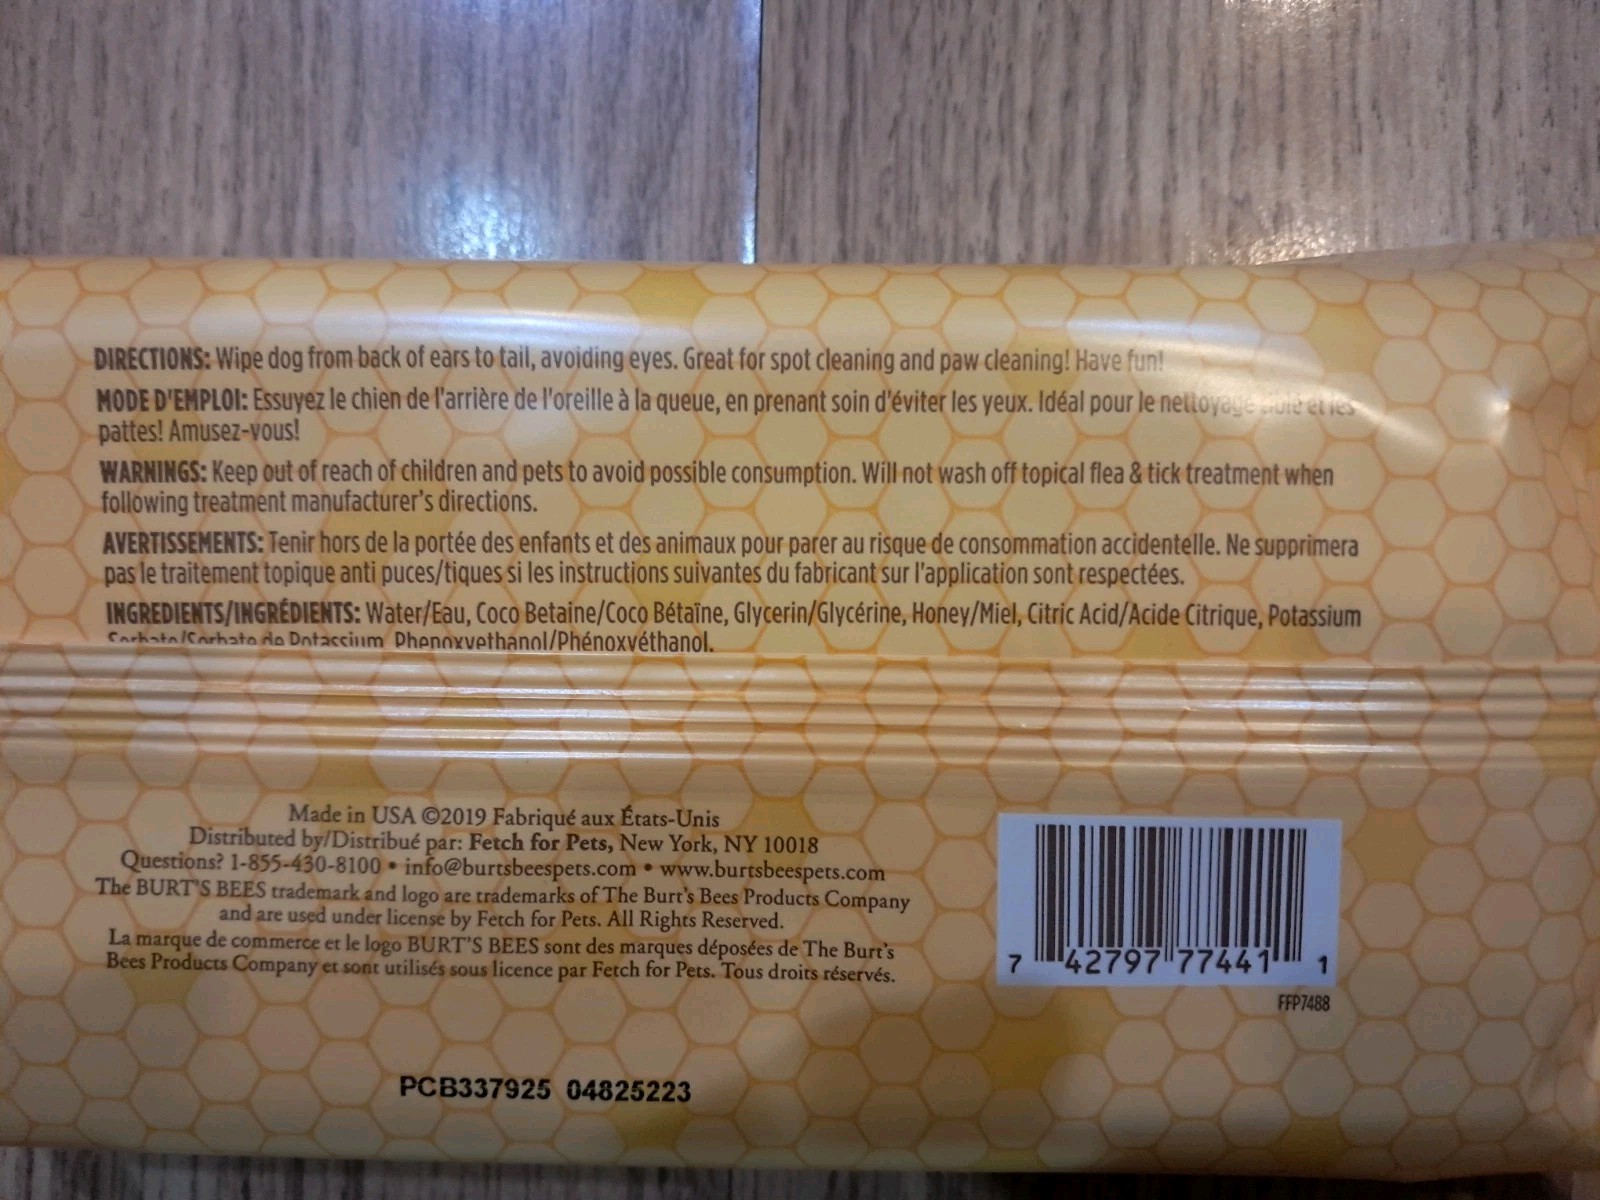 DIRECTIONS: Wipe dog from back of ears to tail, avoiding eyes. Great for spot cleaning and paw cleaning! Have fun!
MODE D'EMPLOI: Essuyez le chien de l'arrière de l'oreille à la queue, en prenant soin d'éviter les yeux. Idéal pour le nettoyage et les
pattes! Amusez-vous!
WARNINGS: Keep out of reach of children and pets to avoid possible consumption. Will not wash off topical flea & tick treatment when
following treatment manufacturer's directions.
AVERTISSEMENTS: Tenir hors de la portée des enfants et des animaux pour parer au risque de consommation accidentelle. Ne supprimera
pas le traitement topique anti puces/tiques si les instructions suivantes du fabricant sur l'application sont respectées.
INGREDIENTS/INGRÉDIENTS: Water/Eau, Coco Betaine/Coco Bétaïne, Glycerin/Glycérine, Honey/Miel, Citric Acid/Acide Citrique, Potassium
Sorbate/Sorbate de Potassium, Phenoxyethanol/Phénoxyéthanol.
Made in USA ©2019 Fabriqué aux États-Unis
Distributed by/Distribué par: Fetch for Pets, New York, NY 10018
Questions? 1-855-430-8100 • info@burtsbeespets.com • www.burtsbeespets.com
The BURT'S BEES trademark and logo are trademarks of The Burt's Bees Products Company
and are used under license by Fetch for Pets. All Rights Reserved.
La marque de commerce et le logo BURT'S BEES sont des marques déposées de The Burt's
Bees Products Company et sont utilisés sous licence par Fetch for Pets. Tous droits réservés.
7 42797 77441 1
FFP7488
PCB337925 04825223